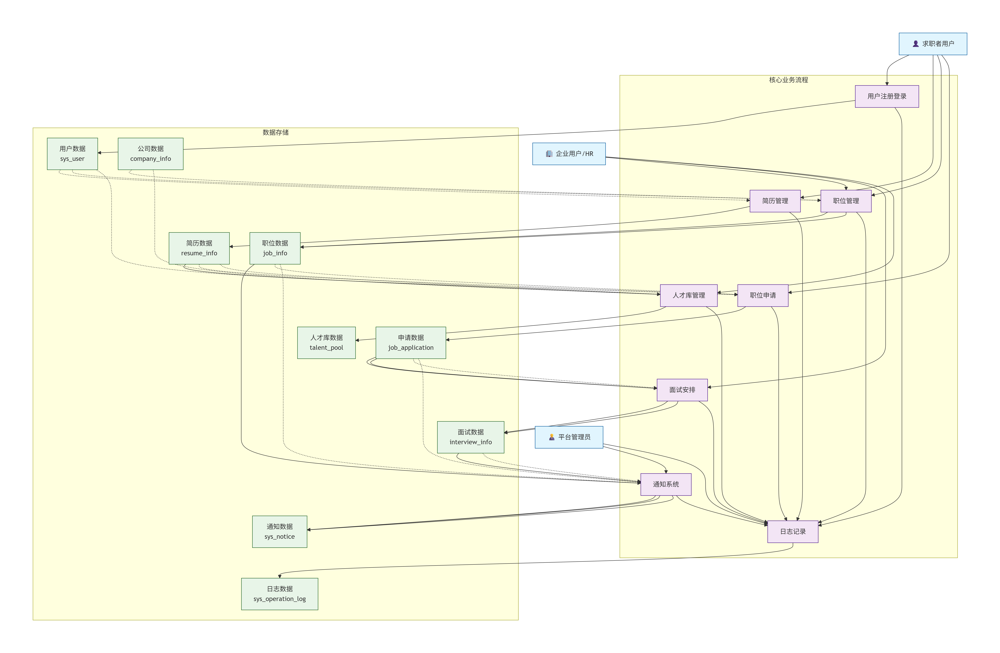 求职者用户
核心业务流程
用户注册登录
数据存储
用户数据
sys_user
公司数据
company_info
企业用户/HR
简历管理
职位管理
简历数据
resume_info
职位数据
job_info
人才库管理
职位申请
人才库数据
talent_pool
申请数据
job_application
面试安排
面试数据
interview_info
平台管理员
通知系统
通知数据
sys_notice
日志记录
日志数据
sys_operation_log